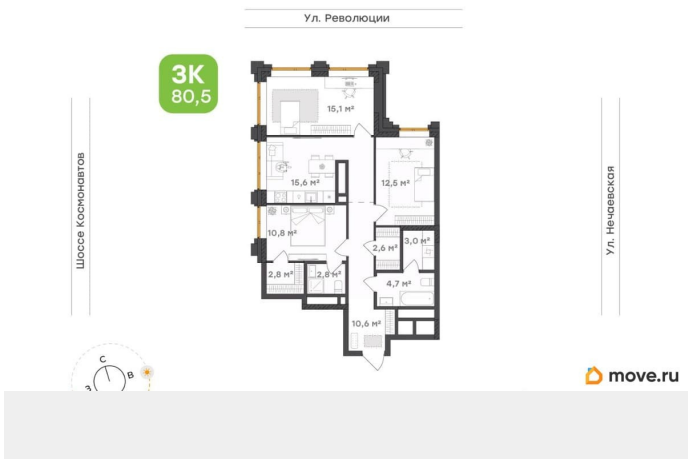 Ул. Революции
3К
80,5
15,1 м²
Шоссе Космонавтов
15,6 м²
12,5 м²
Ул. Нечаевская
10,8 м²
2,6 м²
3,0 м²
2,8 м²
2,8 м²
4,7 м²
10,6 м²
С
В
З
move.ru